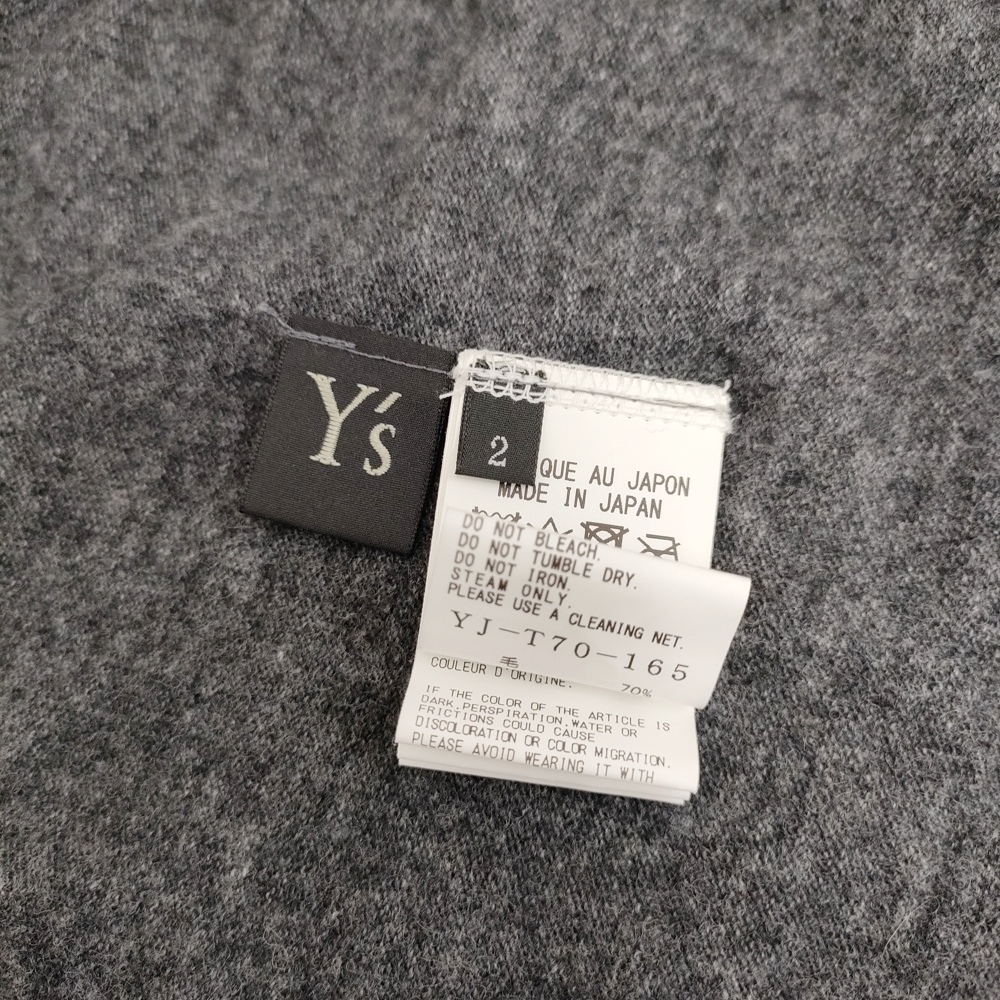 Y's
2
QUE AU JAPON
MADE IN JAPAN
DO NOT BLEACH.
DO NOT TUMBLE DRY.
DO NOT IRON.
STEAM ONLY.
PLEASE USE A CLEANING NET.
YJ-T70-165
毛 70%
COULEUR D'ORIGINE.
IF THE COLOR OF THE ARTICLE IS
DARK.PERSPIRATION.WATER OR
FRICTIONS COULD CAUSE
DISCOLORATION OR COLOR MIGRATION.
PLEASE AVOID WEARING IT WITH